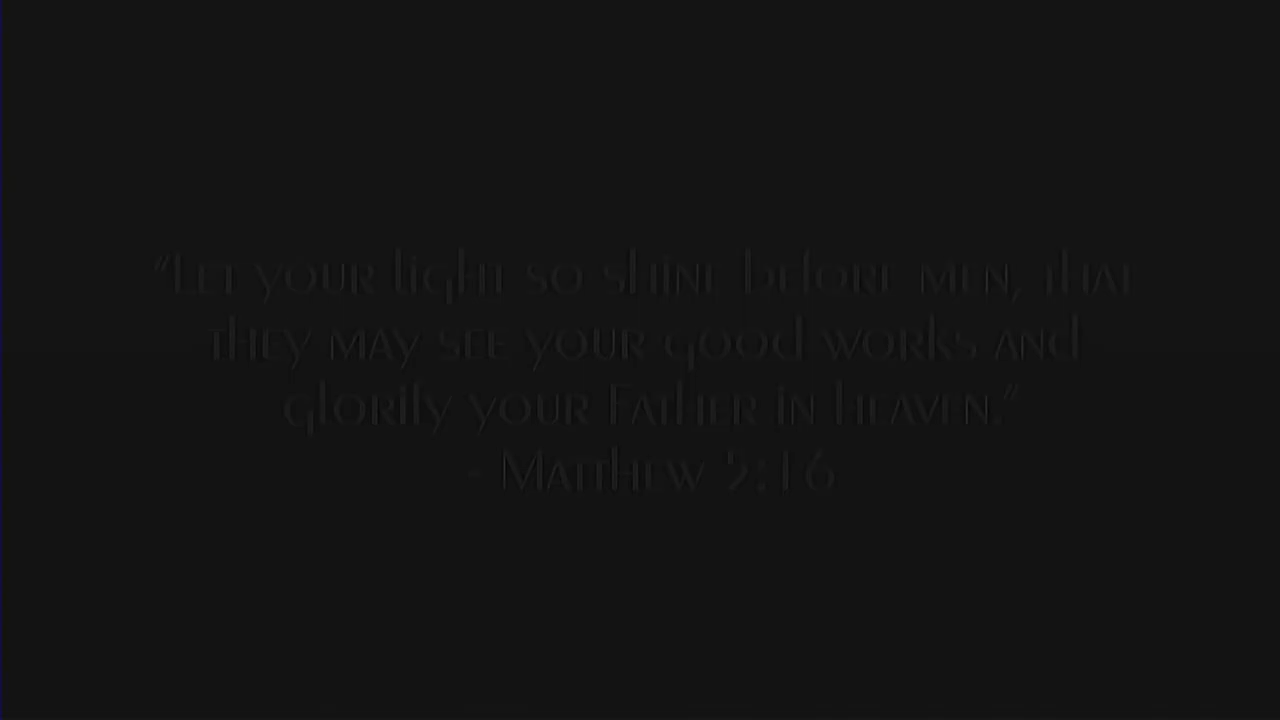 “Let your light so shine before men, that
they may see your good works and
glorify your Father in heaven.”
- Matthew 5:16